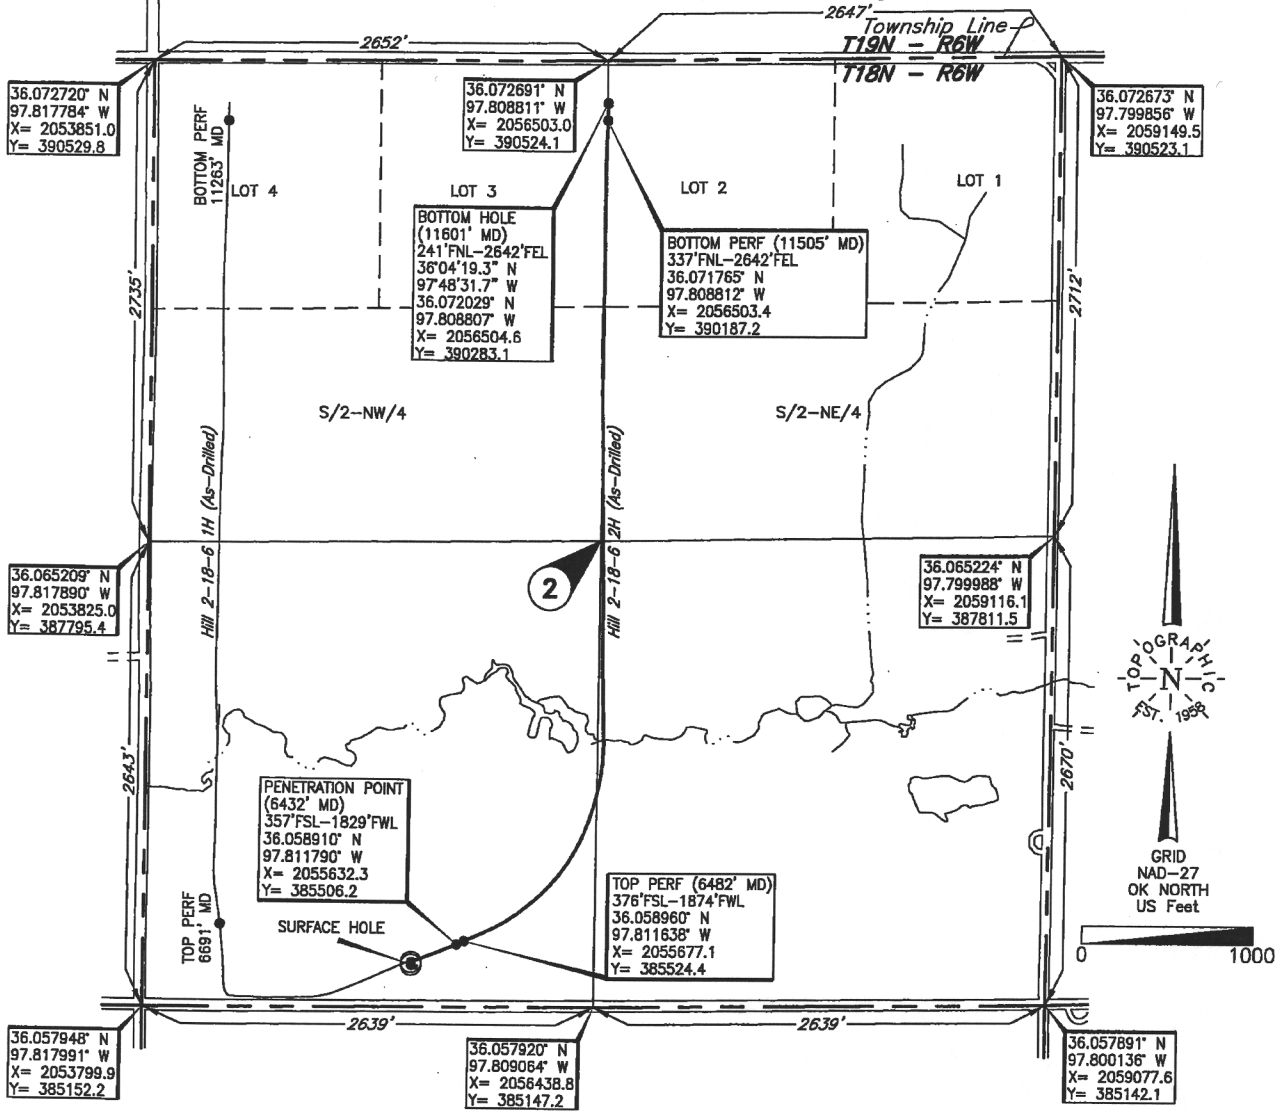 2647'
Township Line
2652'
T19N - R6W
T18N - R6W
36.072720° N
97.817784° W
X= 2053851.0
Y= 390529.8
36.072691° N
97.808811° W
X= 2056503.0
Y= 390524.1
36.072673° N
97.799856° W
X= 2059149.5
Y= 390523.1
BOTTOM PERF
11263' MD
LOT 4
LOT 3
LOT 2
LOT 1
BOTTOM HOLE
(11601' MD)
241'FNL-2642'FEL
36°04'19.3" N
97°48'31.7" W
36.072029° N
97.808807° W
X= 2056504.6
Y= 390283.1
BOTTOM PERF (11505' MD)
337'FNL-2642'FEL
36.071765° N
97.808812° W
X= 2056503.4
Y= 390187.2
2735'
2712'
S/2-NW/4
S/2-NE/4
Hill 2-18-6 1H (As-Drilled)
Hill 2-18-6 2H (As-Drilled)
2
36.065209° N
97.817890° W
X= 2053825.0
Y= 387795.4
36.065224° N
97.799988° W
X= 2059116.1
Y= 387811.5
TOPOGRAPHIC
N
EST. 1958
2643'
2670'
PENETRATION POINT
(6432' MD)
357'FSL-1829'FWL
36.058910° N
97.811790° W
X= 2055632.3
Y= 385506.2
GRID
NAD-27
OK NORTH
US Feet
0
1000
TOP PERF
6691' MD
SURFACE HOLE
TOP PERF (6482' MD)
376'FSL-1874'FWL
36.058960° N
97.811638° W
X= 2055677.1
Y= 385524.4
2639'
2639'
36.057948° N
97.817991° W
X= 2053799.9
Y= 385152.2
36.057920° N
97.809064° W
X= 2056438.8
Y= 385147.2
36.057891° N
97.800136° W
X= 2059077.6
Y= 385142.1